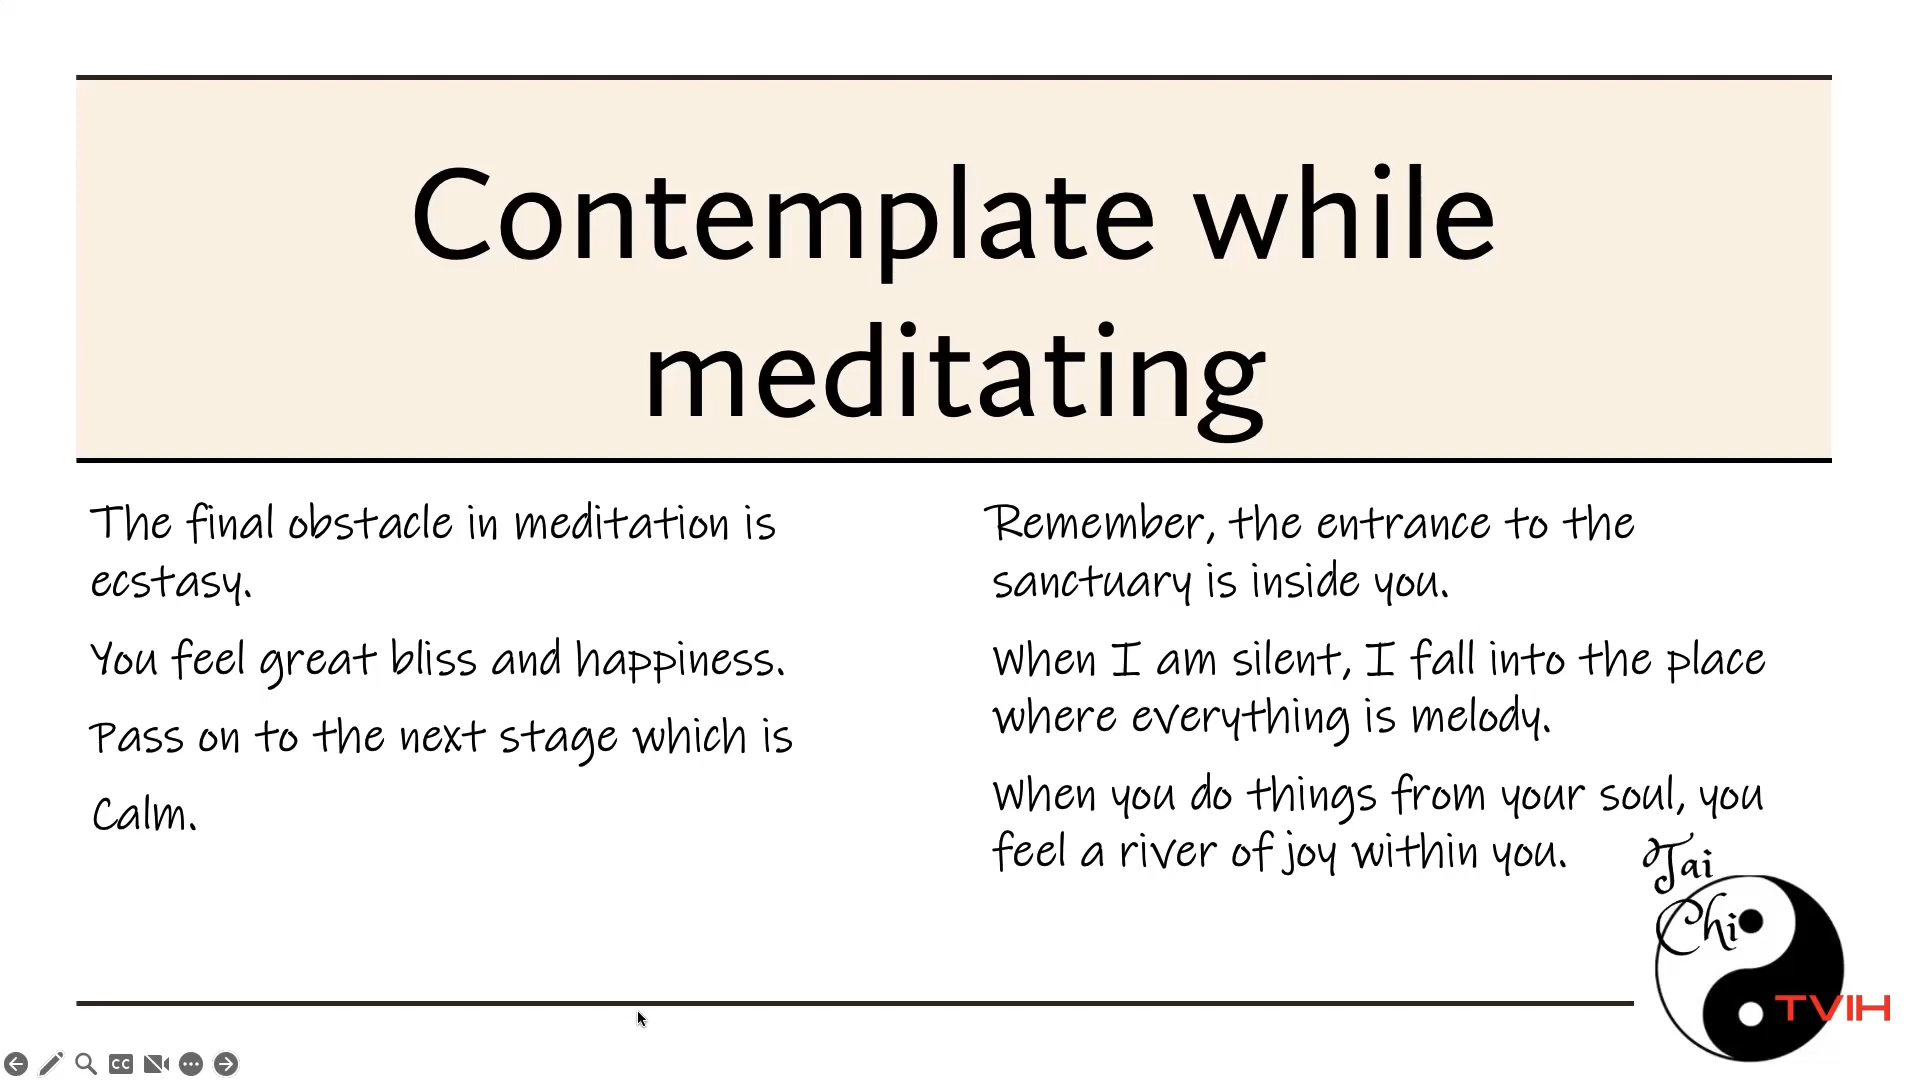 Contemplate while
meditating
The final obstacle in meditation is
ecstasy.
You feel great bliss and happiness.
Pass on to the next stage which is
Calm.
Remember, the entrance to the
sanctuary is inside you.
When I am silent, I fall into the place
where everything is melody.
When you do things from your soul, you
feel a river of joy within you.
Tai
Chi
TVIH
CC